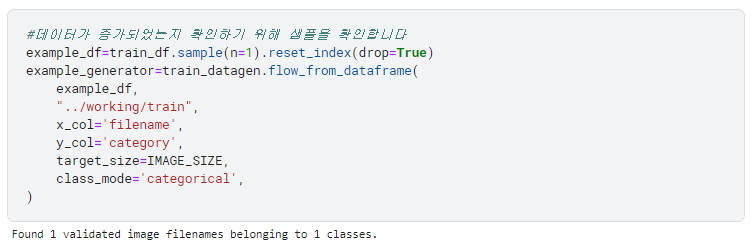 #데이터가 증가되었는지 확인하기 위해 샘플을 확인합니다
example_df=train_df.sample(n=1).reset_index(drop=True)
example_generator=train_datagen.flow_from_dataframe(
    example_df,
    "../working/train",
    x_col='filename',
    y_col='category',
    target_size=IMAGE_SIZE,
    class_mode='categorical',
)
Found 1 validated image filenames belonging to 1 classes.